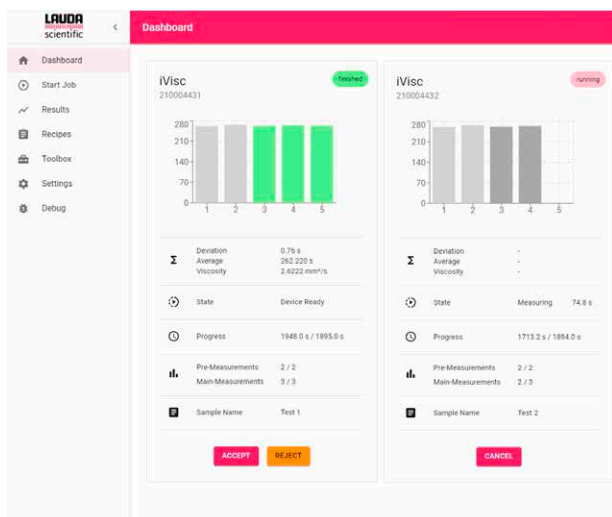 LAUDA
scientific
Dashboard
Dashboard
Start Job
Results
Recipes
Toolbox
Settings
Debug
iVisc
finished
210004431
280
210
140
70
0
1 2 3 4 5
Deviation 0.76 s
Average 262.220 s
Viscosity 2.6222 mm²/s
State Device Ready
Progress 1948.0 s / 1895.0 s
Pre-Measurements 2 / 2
Main-Measurements 3 / 3
Sample Name Test 1
ACCEPT REJECT
iVisc
running
210004432
280
210
140
70
0
1 2 3 4 5
Deviation -
Average -
Viscosity -
State Measuring 74.8 s
Progress 1713.2 s / 1894.0 s
Pre-Measurements 2 / 2
Main-Measurements 2 / 3
Sample Name Test 2
CANCEL